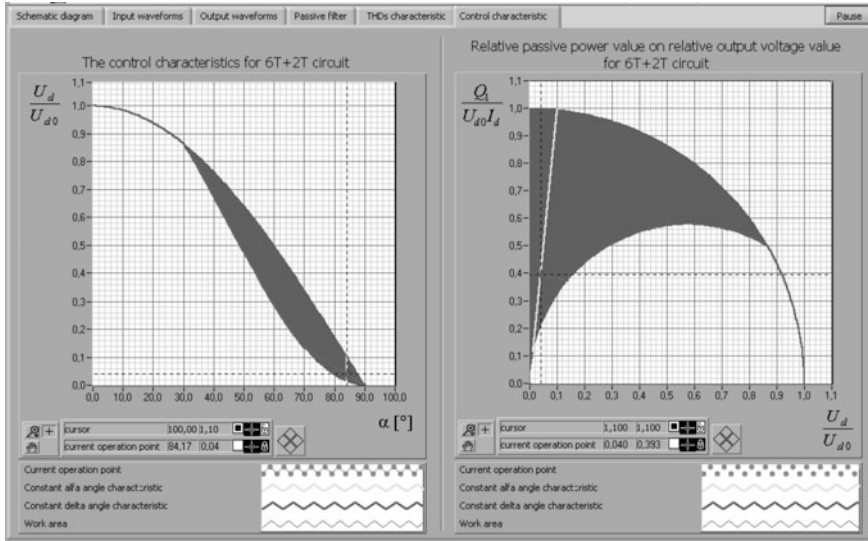 Schematic diagram Input waveforms Output waveforms Passive filter THDs characteristic Control characteristic Pause
The control characteristics for 6T+2T circuit
U_d
U_d0
1,1
1,0
0,9
0,8
0,7
0,6
0,5
0,4
0,3
0,2
0,1
0,0
0,0 10,0 20,0 30,0 40,0 50,0 60,0 70,0 80,0 90,0 100,0
α [°]
cursor 100,00 1,10
current operation point 84,17 0,04
Current operation point
Constant alfa angle characteristic
Constant delta angle characteristic
Work area
Relative passive power value on relative output voltage value
for 6T+2T circuit
Q_1
U_d0 I_d
1,1
1,0
0,9
0,8
0,7
0,6
0,5
0,4
0,3
0,2
0,1
0,0
0,0 0,1 0,2 0,3 0,4 0,5 0,6 0,7 0,8 0,9 1,0 1,1
U_d
U_d0
cursor 1,100 1,100
current operation point 0,040 0,393
Current operation point
Constant alfa angle characteristic
Constant delta angle characteristic
Work area